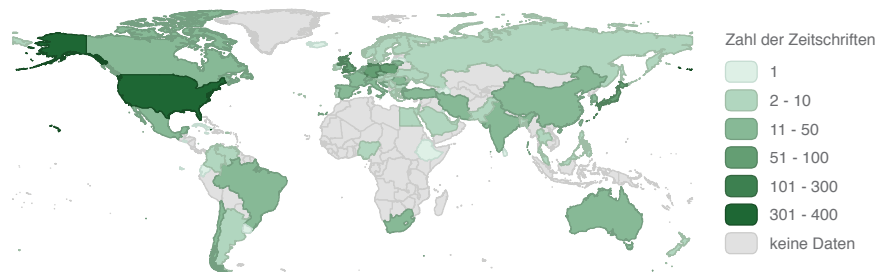 Zahl der Zeitschriften
1
2 - 10
11 - 50
51 - 100
101 - 300
301 - 400
keine Daten